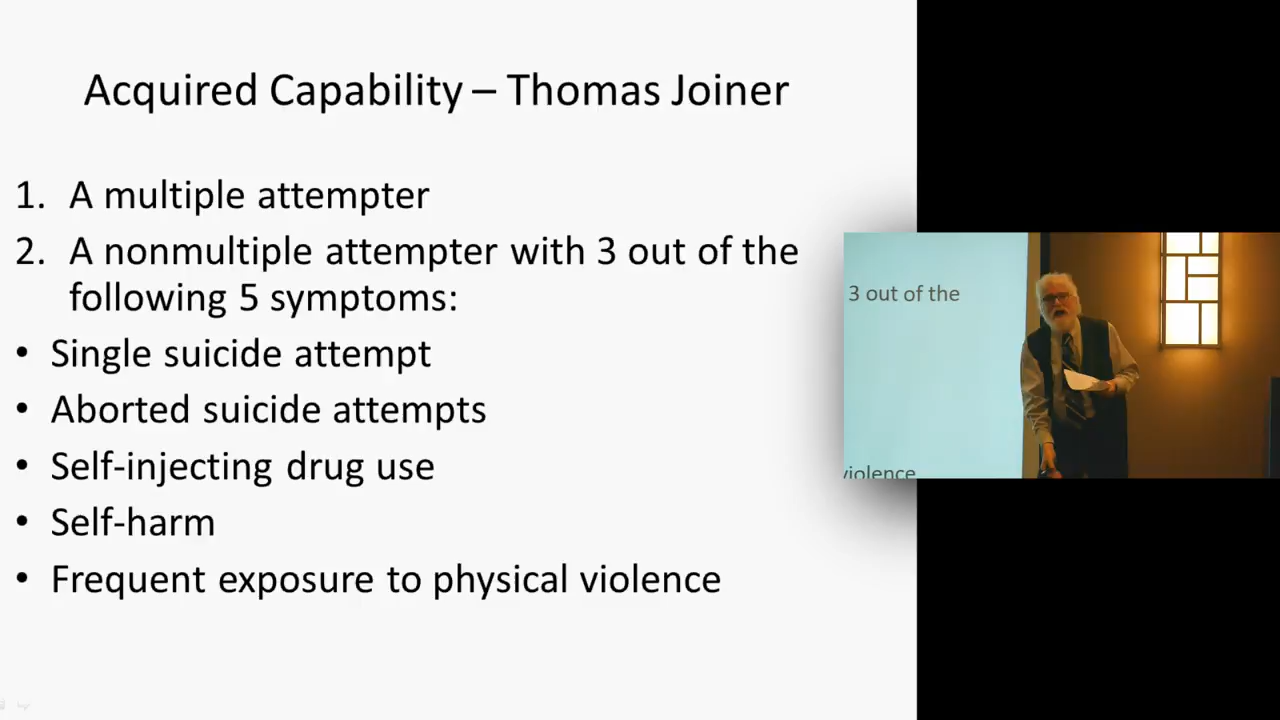 Acquired Capability – Thomas Joiner
1. A multiple attempter
2. A nonmultiple attempter with 3 out of the
following 5 symptoms:
• Single suicide attempt
• Aborted suicide attempts
• Self-injecting drug use
• Self-harm
• Frequent exposure to physical violence
3 out of the
violence